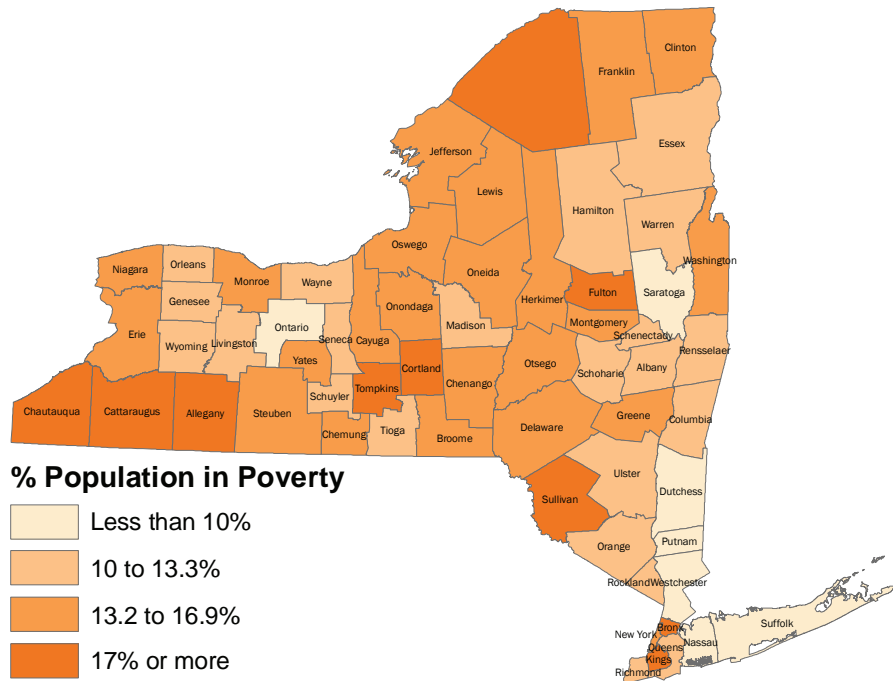 Clinton
Franklin
Essex
Jefferson
Lewis
Hamilton
Warren
Oswego
Washington
Niagara
Orleans
Monroe
Wayne
Oneida
Fulton
Saratoga
Genesee
Onondaga
Herkimer
Madison
Montgomery
Ontario
Erie
Wyoming
Livingston
Seneca
Cayuga
Schenectady
Rensselaer
Yates
Otsego
Schoharie
Albany
Cortland
Chenango
Tompkins
Schuyler
Chautauqua
Cattaraugus
Allegany
Steuben
Greene
Columbia
Chemung
Tioga
Broome
Delaware
% Population in Poverty
Ulster
Dutchess
Sullivan
Less than 10%
Putnam
Orange
10 to 13.3%
Rockland
Westchester
13.2 to 16.9%
Suffolk
Bronx
New York
Nassau
Queens
Kings
17% or more
Richmond